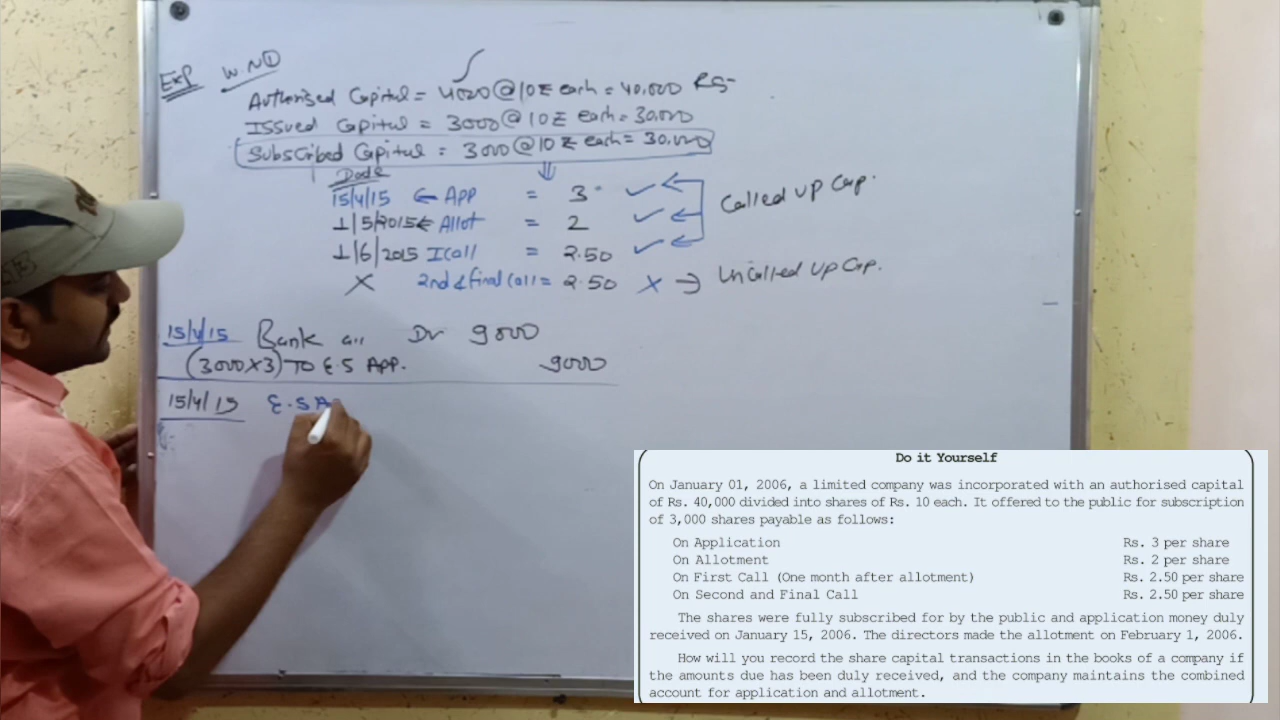 Exp W.N①
Authorised Capital = 4000@10₹ each = 40,000 RS-
Issued Capital = 3000@10₹ each = 30,000
Subscribed Capital = 3000@10₹ each = 30,000
Date ⇓
15/4/15 ← App = 3 ✓ ← Called up Cap.
1/5/2015 ← Allot = 2 ✓ ←
1/6/2015 I call = 2.50 ✓ ←
X 2nd & final call = 2.50 X → Uncalled up Cap.
15/4/15 Bank a/c Dr 9000
(3000X3) TO E.S APP. 9000
15/4/15 E.S A
Do it Yourself
On January 01, 2006, a limited company was incorporated with an authorised capital
of Rs. 40,000 divided into shares of Rs. 10 each. It offered to the public for subscription
of 3,000 shares payable as follows:
On Application Rs. 3 per share
On Allotment Rs. 2 per share
On First Call (One month after allotment) Rs. 2.50 per share
On Second and Final Call Rs. 2.50 per share
The shares were fully subscribed for by the public and application money duly
received on January 15, 2006. The directors made the allotment on February 1, 2006.
How will you record the share capital transactions in the books of a company if
the amounts due has been duly received, and the company maintains the combined
account for application and allotment.